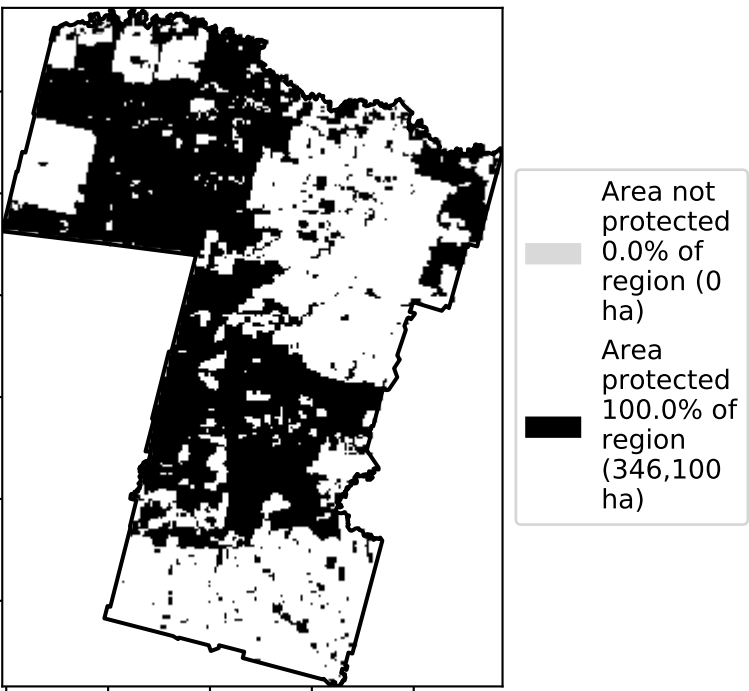 Area not
protected
0.0% of
region (0
ha)
Area
protected
100.0% of
region
(346,100
ha)